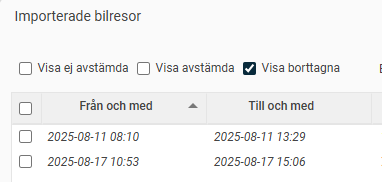 Importerade bilresor
Visa ej avstämda Visa avstämda Visa borttagna
Från och med Till och med
2025-08-11 08:10 2025-08-11 13:29
2025-08-17 10:53 2025-08-17 15:06